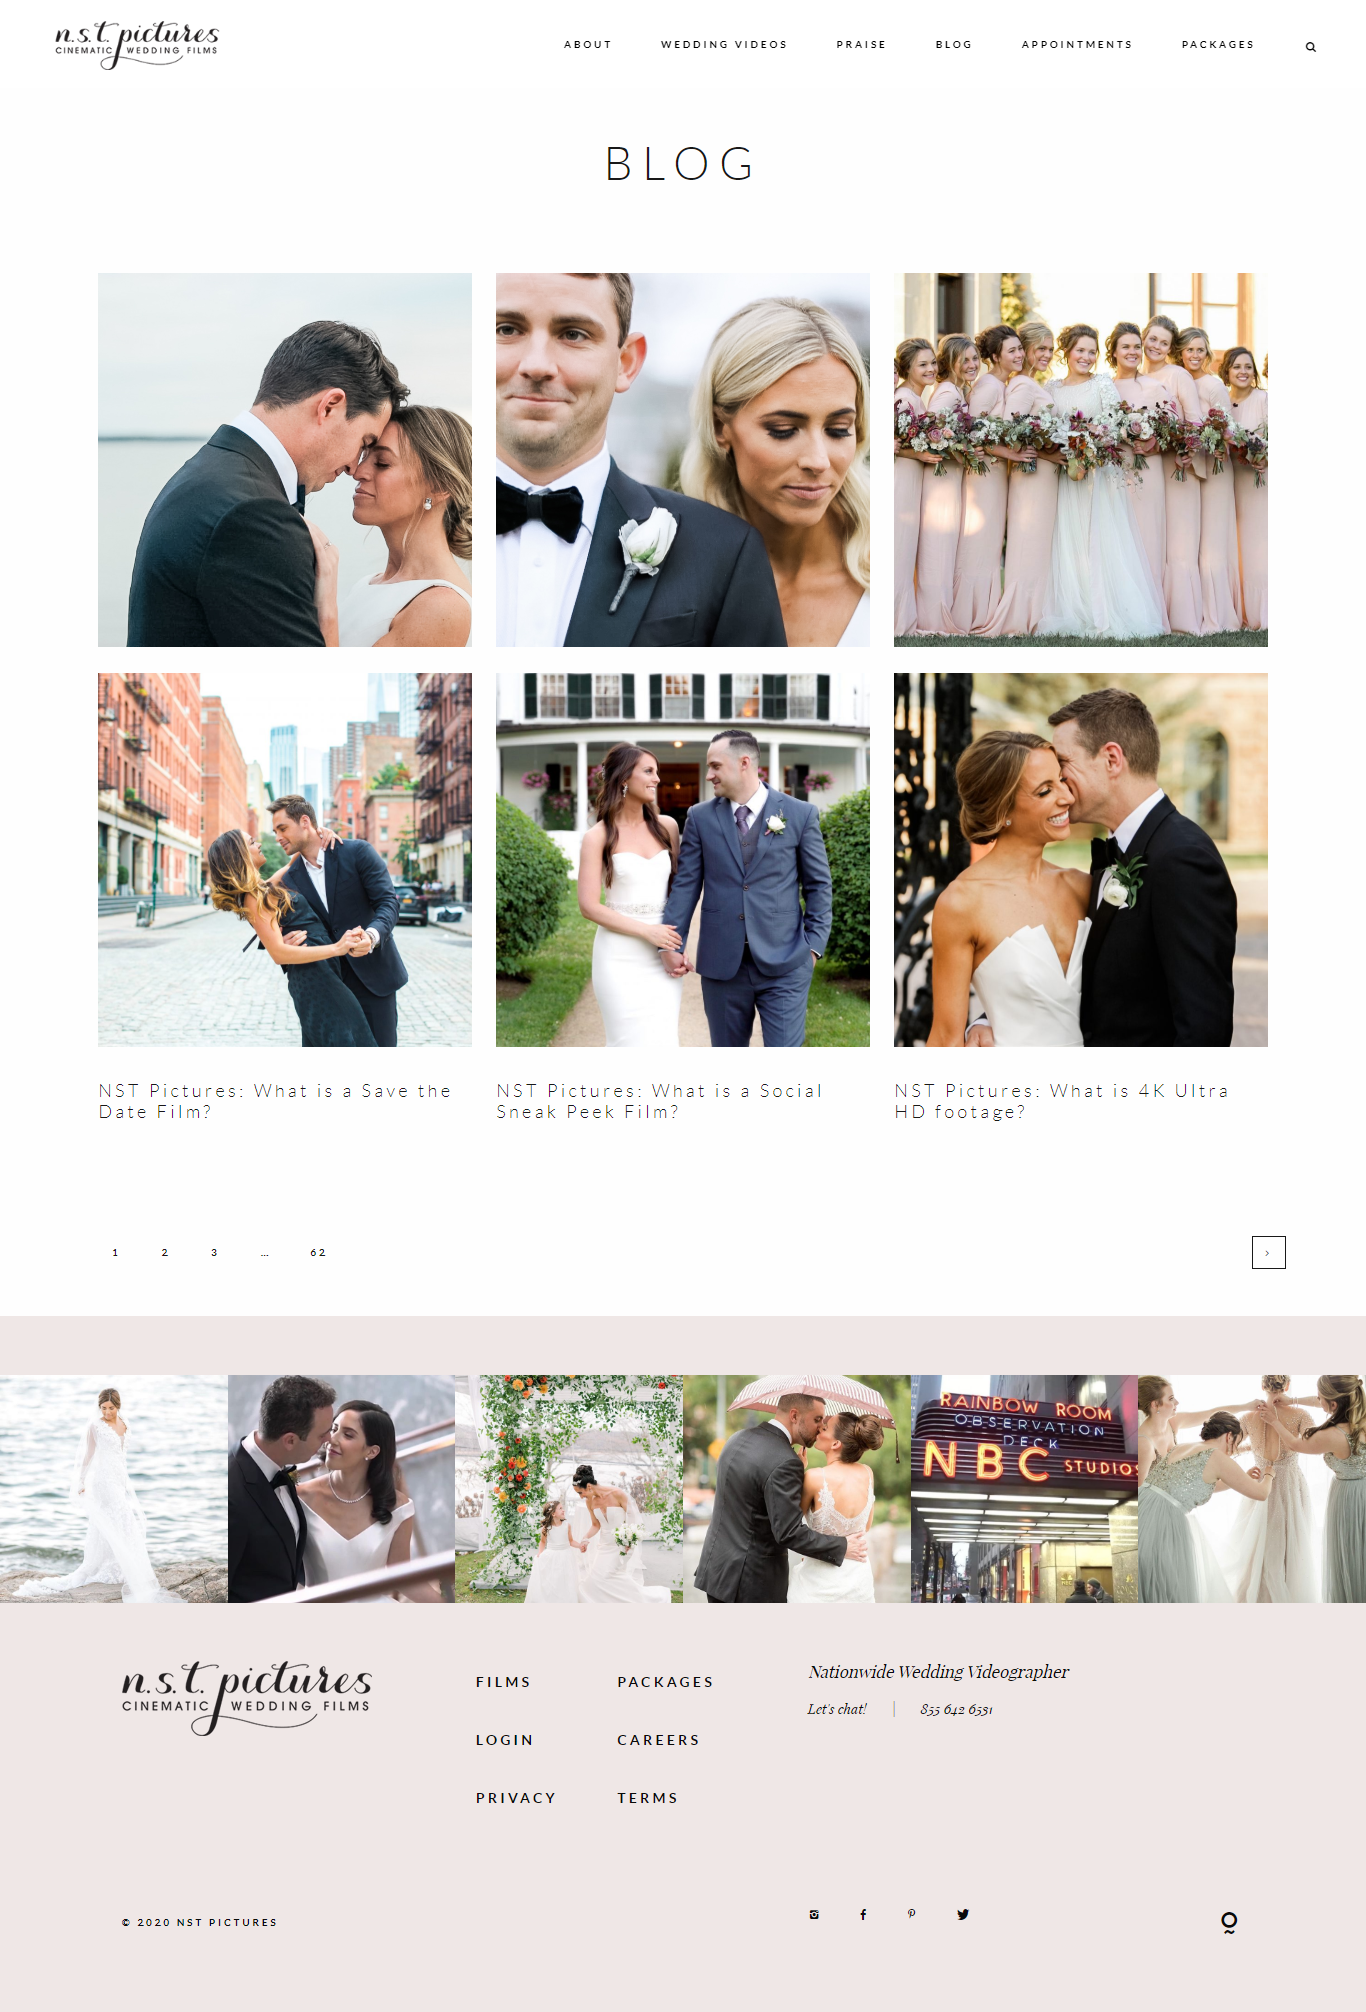 n.s.t. pictures
CINEMATIC WEDDING FILMS
ABOUT
WEDDING VIDEOS
PRAISE
BLOG
APPOINTMENTS
PACKAGES
BLOG
NST Pictures: What is a Save the
Date Film?
NST Pictures: What is a Social
Sneak Peek Film?
NST Pictures: What is 4K Ultra
HD footage?
1 2 3 … 62
›
RAINBOW ROOM
OBSERVATION
DECK
NBC STUDIOS
n.s.t. pictures
CINEMATIC WEDDING FILMS
FILMS
PACKAGES
LOGIN
CAREERS
PRIVACY
TERMS
Nationwide Wedding Videographer
Let's chat! | 855 642 6531
© 2020 NST PICTURES